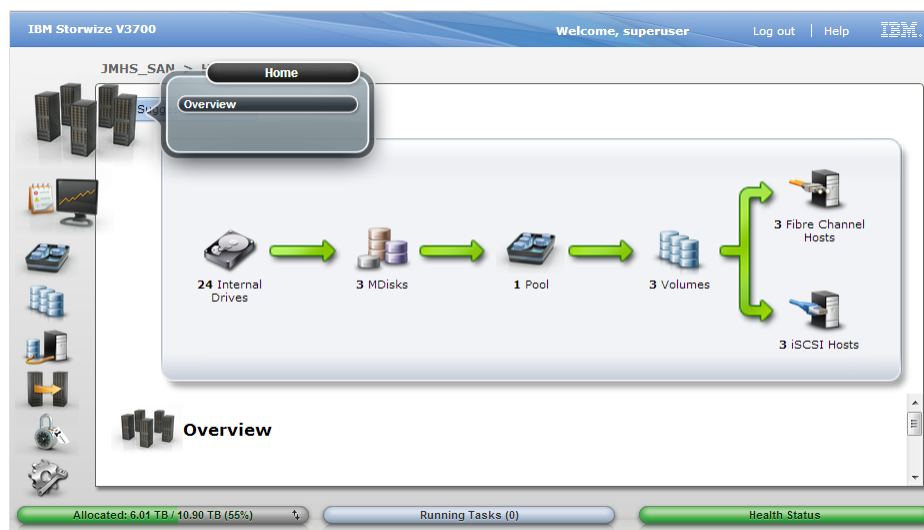 IBM Storwize V3700
Welcome, superuser
Log out | Help
IBM.
JMHS_SAN >
Home
Sugg
Overview
3 Fibre Channel
Hosts
24 Internal
Drives
3 MDisks
1 Pool
3 Volumes
3 iSCSI Hosts
Overview
Allocated: 6.01 TB / 10.90 TB (55%)
Running Tasks (0)
Health Status